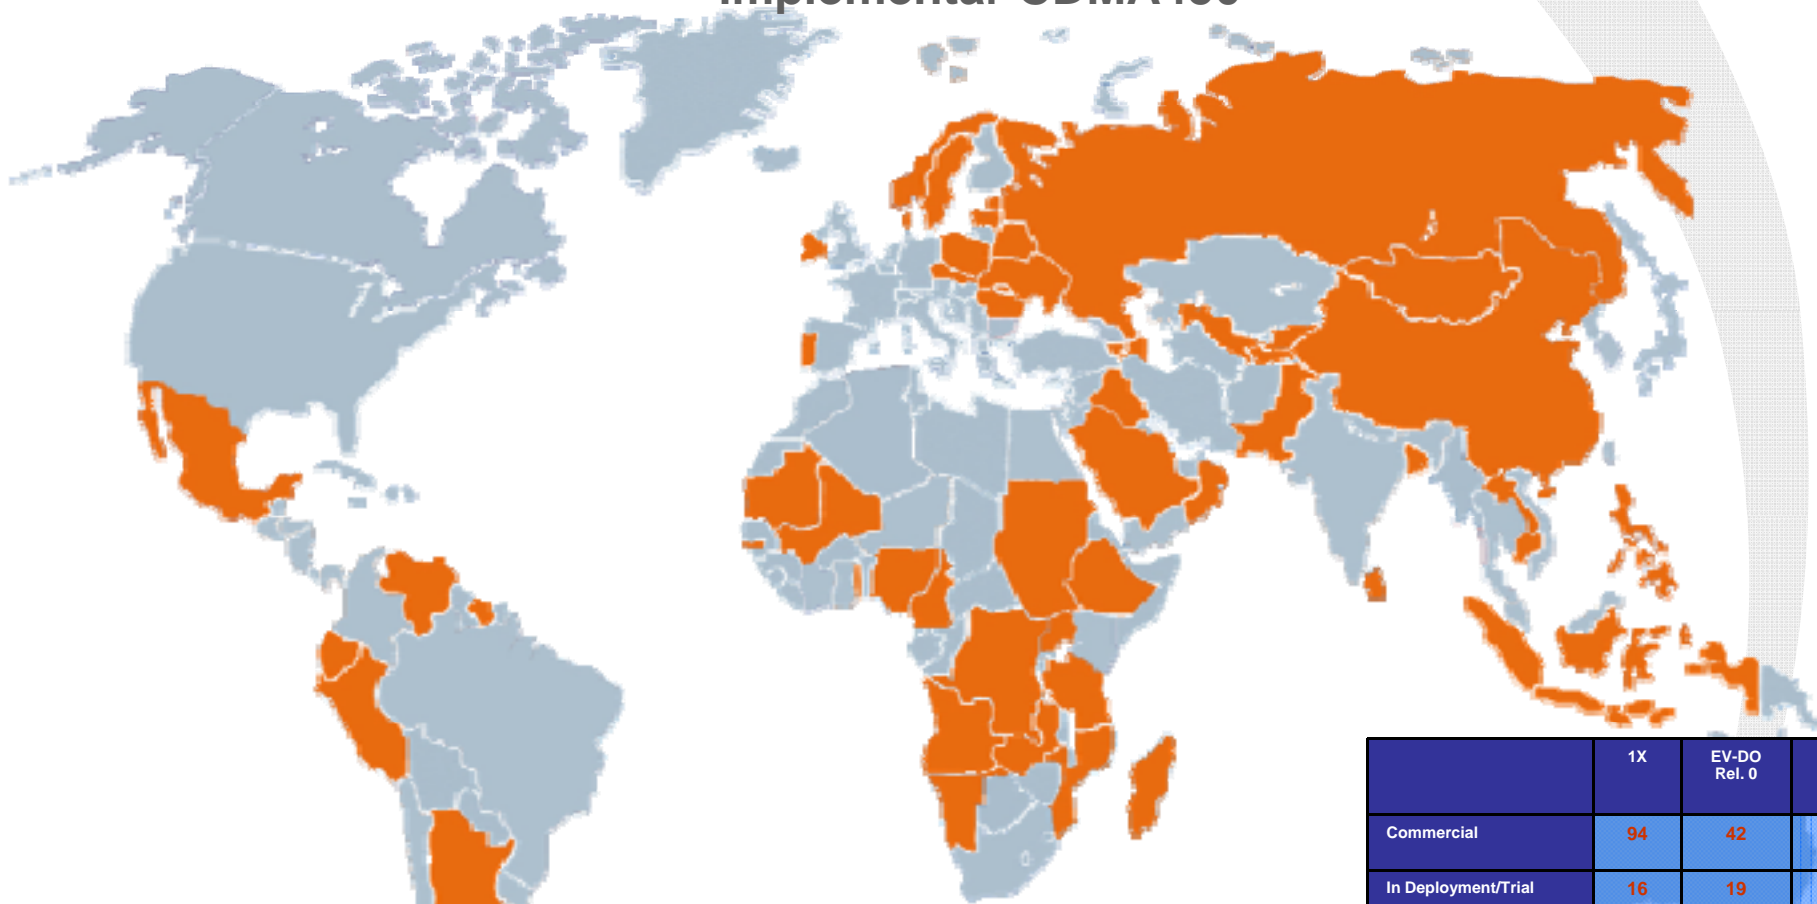 1X
EV-DO
Rel. 0
Commercial
94
42
In Deployment/Trial
16
19